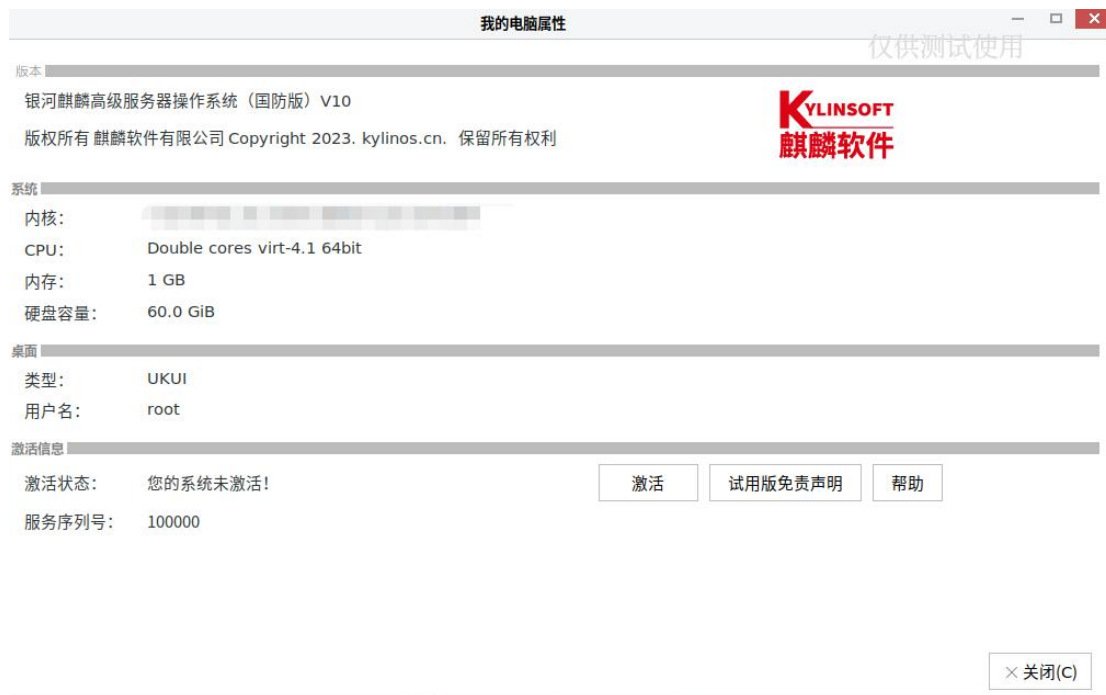 我的电脑属性
仅供测试使用
版本
银河麒麟高级服务器操作系统（国防版）V10
版权所有 麒麟软件有限公司 Copyright 2023. kylinos.cn. 保留所有权利
KYLINSOFT
麒麟软件
系统
内核：
CPU： Double cores virt-4.1 64bit
内存： 1 GB
硬盘容量： 60.0 GiB
桌面
类型： UKUI
用户名： root
激活信息
激活状态： 您的系统未激活！ 激活 试用版免责声明 帮助
服务序列号： 100000
关闭(C)